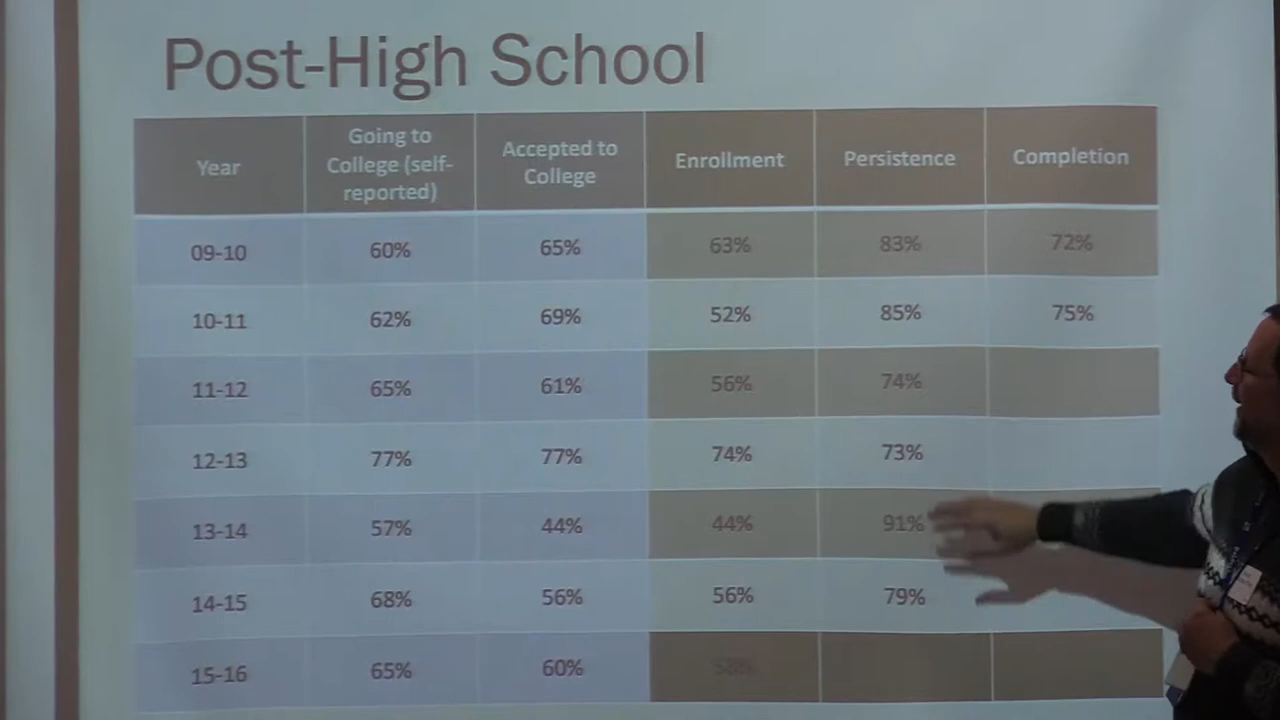 Post-High School
Year
Going to
College (self-
reported)
Accepted to
College
Enrollment
Persistence
Completion
09-10 60% 65% 63% 83% 72%
10-11 62% 69% 52% 85% 75%
11-12 65% 61% 56% 74%
12-13 77% 77% 74% 73%
13-14 57% 44% 44% 91%
14-15 68% 56% 56% 79%
15-16 65% 60%